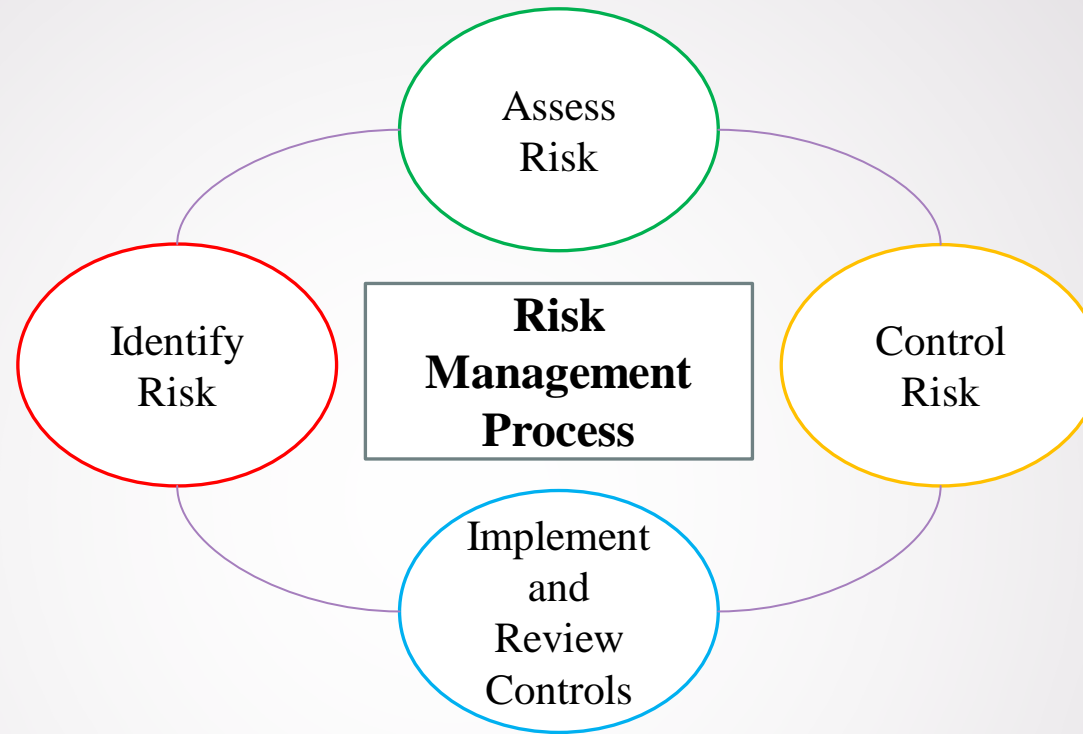 Assess
Risk
Identify
Risk
Risk
Management
Process
Control
Risk
Implement
and
Review
Controls